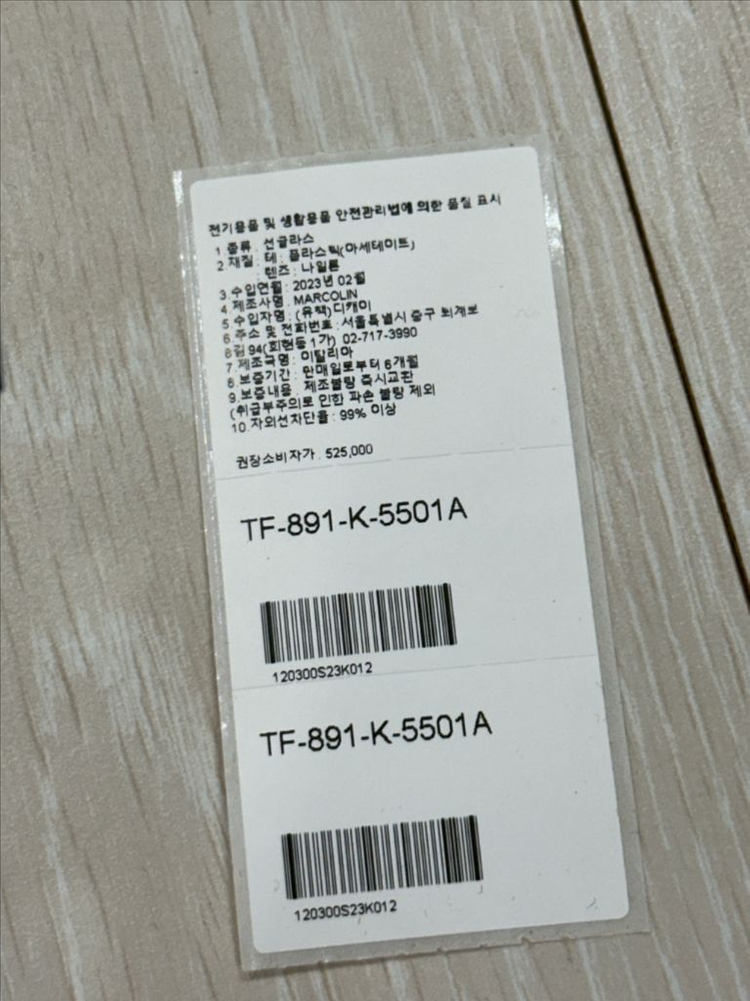 전기용품 및 생활용품 안전관리법에 의한 품질 표시
1 종류 : 선글라스
2 재질 : 테 : 플라스틱(아세테이트)
렌즈 : 나일론
3 수입연월 : 2023년 02월
4 제조사명 : MARCOLIN
5 수입자명 : (유핵)디캐이
6 주소 및 전화번호 : 서울특별시 중구 퇴계로
6길 94(회현동 1가) 02-717-3990
7. 제조국명 : 이탈리아
8. 보증기간 : 판매일로부터 6개월
9. 보증내용 : 제조불량 즉시교환
(취급부주의로 인한 파손 불량 제외
10. 자외선차단율 : 99% 이상
권장소비자가 : 525,000
TF-891-K-5501A
120300S23K012
TF-891-K-5501A
120300S23K012